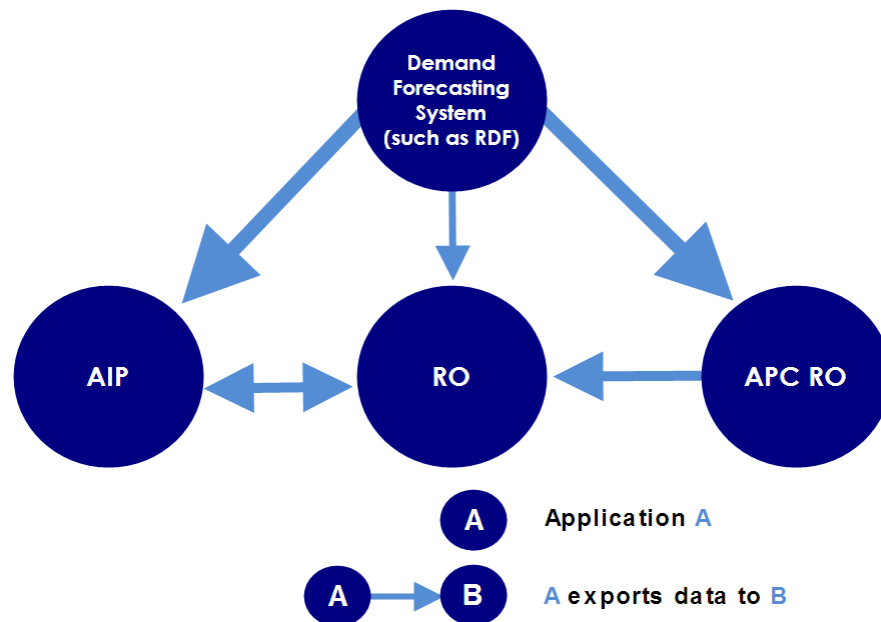 Demand
Forecasting
System
(such as RDF)
AIP
RO
APC RO
A
Application A
A
B
A exports data to B